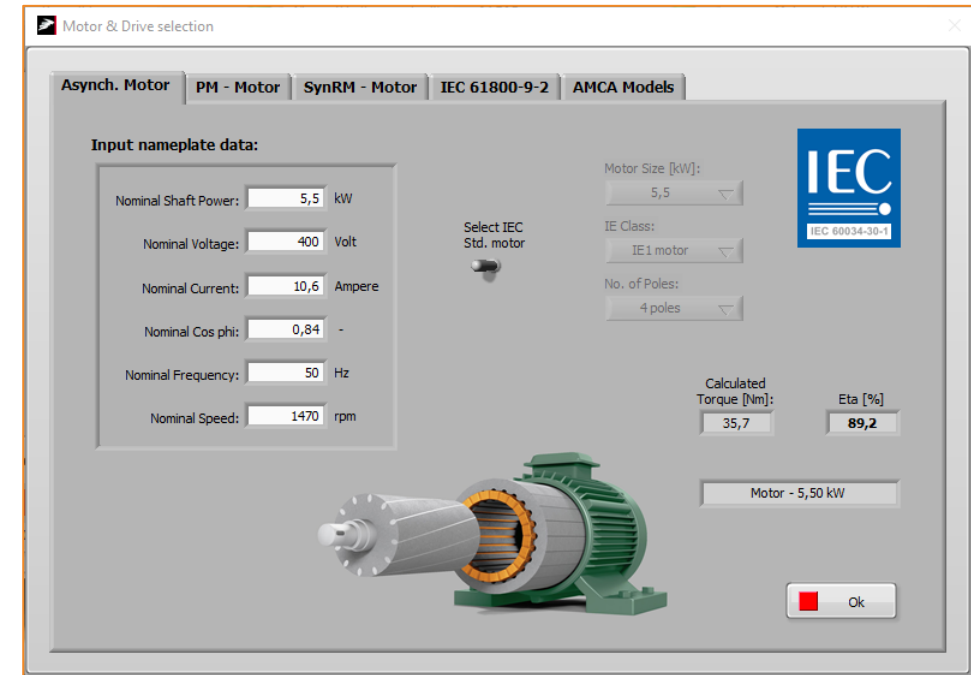 Motor & Drive selection
Asynch. Motor PM - Motor SynRM - Motor IEC 61800-9-2 AMCA Models
Input nameplate data:
Nominal Shaft Power: 5,5 kW
Nominal Voltage: 400 Volt
Nominal Current: 10,6 Ampere
Nominal Cos phi: 0,84 -
Nominal Frequency: 50 Hz
Nominal Speed: 1470 rpm
Select IEC
Std. motor
Motor Size [kW]:
5,5
IE Class:
IE1 motor
No. of Poles:
4 poles
IEC
IEC 60034-30-1
Calculated
Torque [Nm]:
35,7
Eta [%]
89,2
Motor - 5,50 kW
Ok